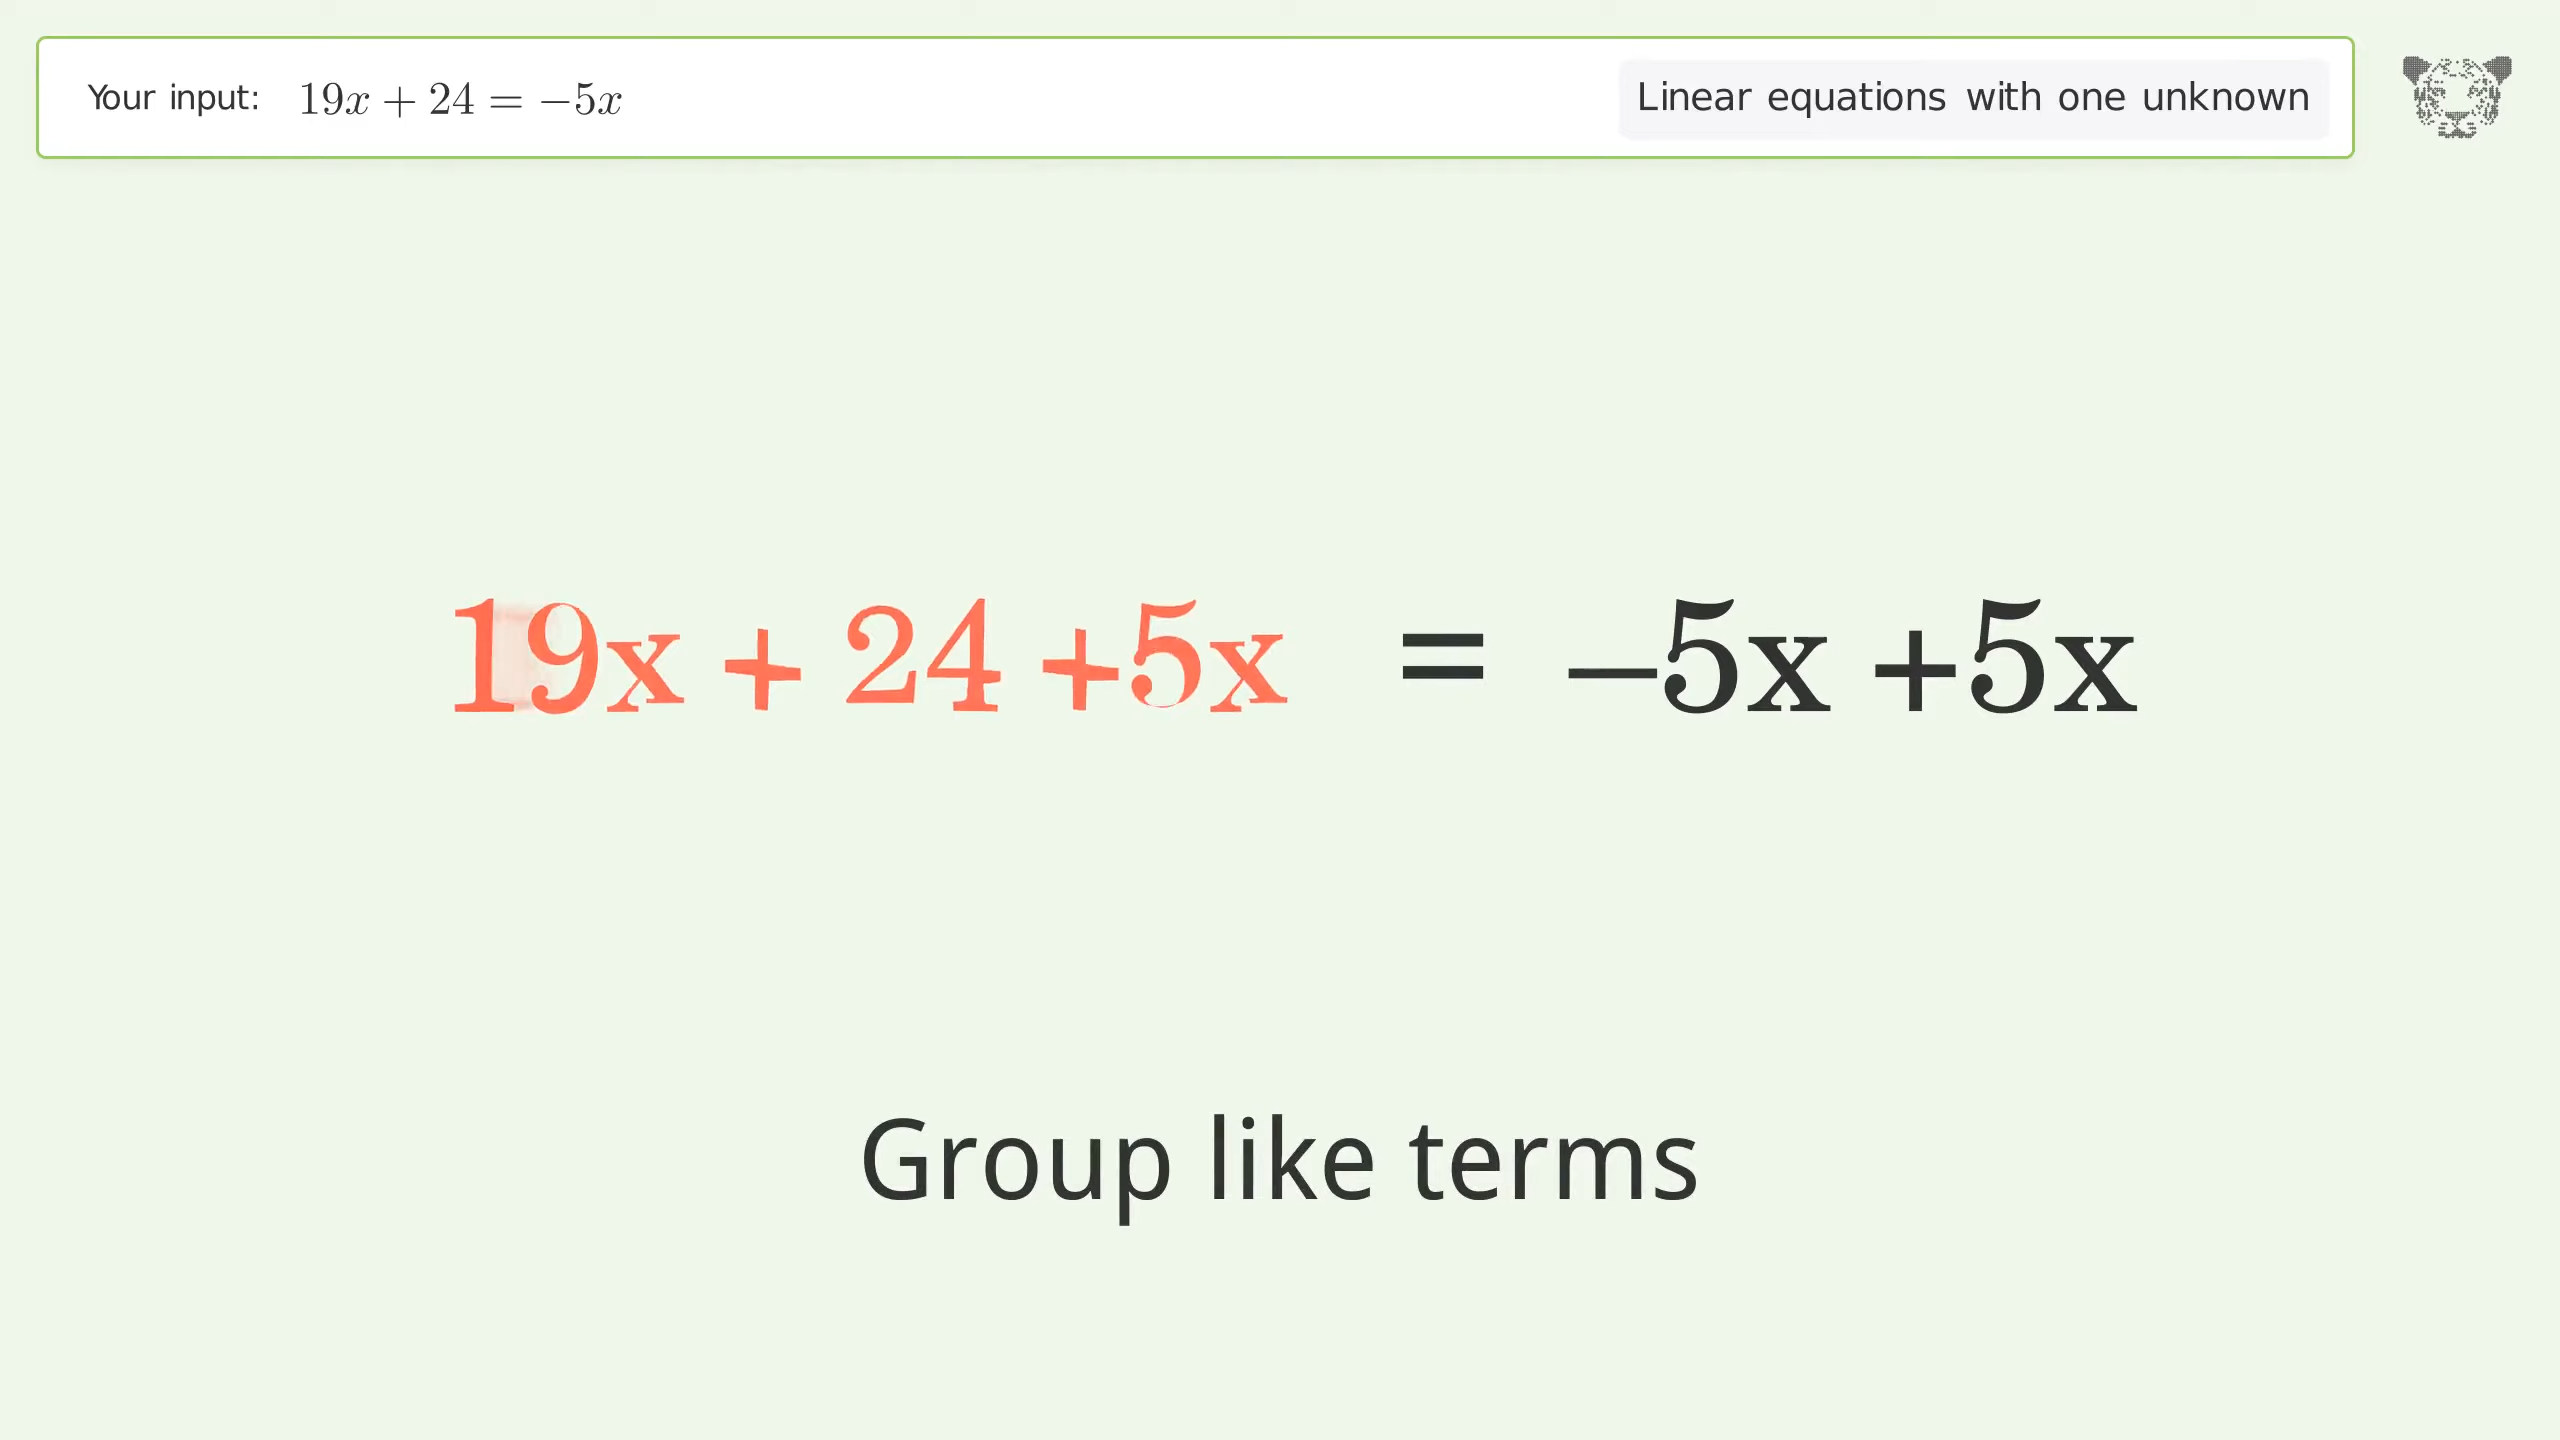 Your input: 19x + 24 = −5x
Linear equations with one unknown
19x + 24 +5x = −5x +5x
Group like terms